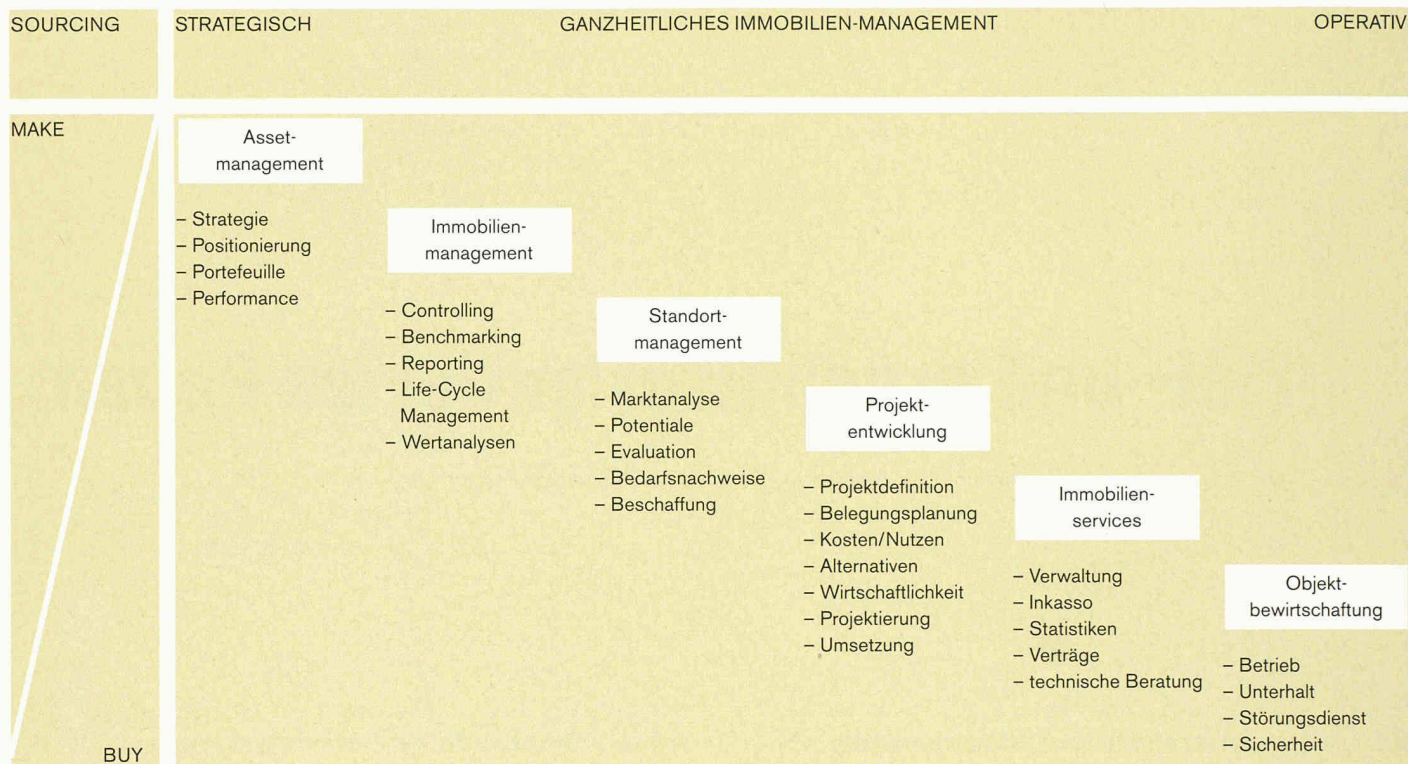 SOURCING
STRATEGISCH
GANZHEITLICHES IMMOBILIEN-MANAGEMENT
OPERATIV
MAKE
BUY
Asset-
management
– Strategie
– Positionierung
– Portefeuille
– Performance
Immobilien-
management
– Controlling
– Benchmarking
– Reporting
– Life-Cycle
Management
– Wertanalysen
Standort-
management
– Marktanalyse
– Potentiale
– Evaluation
– Bedarfsnachweise
– Beschaffung
Projekt-
entwicklung
– Projektdefinition
– Belegungsplanung
– Kosten/Nutzen
– Alternativen
– Wirtschaftlichkeit
– Projektierung
– Umsetzung
Immobilien-
services
– Verwaltung
– Inkasso
– Statistiken
– Verträge
– technische Beratung
Objekt-
bewirtschaftung
– Betrieb
– Unterhalt
– Störungsdienst
– Sicherheit